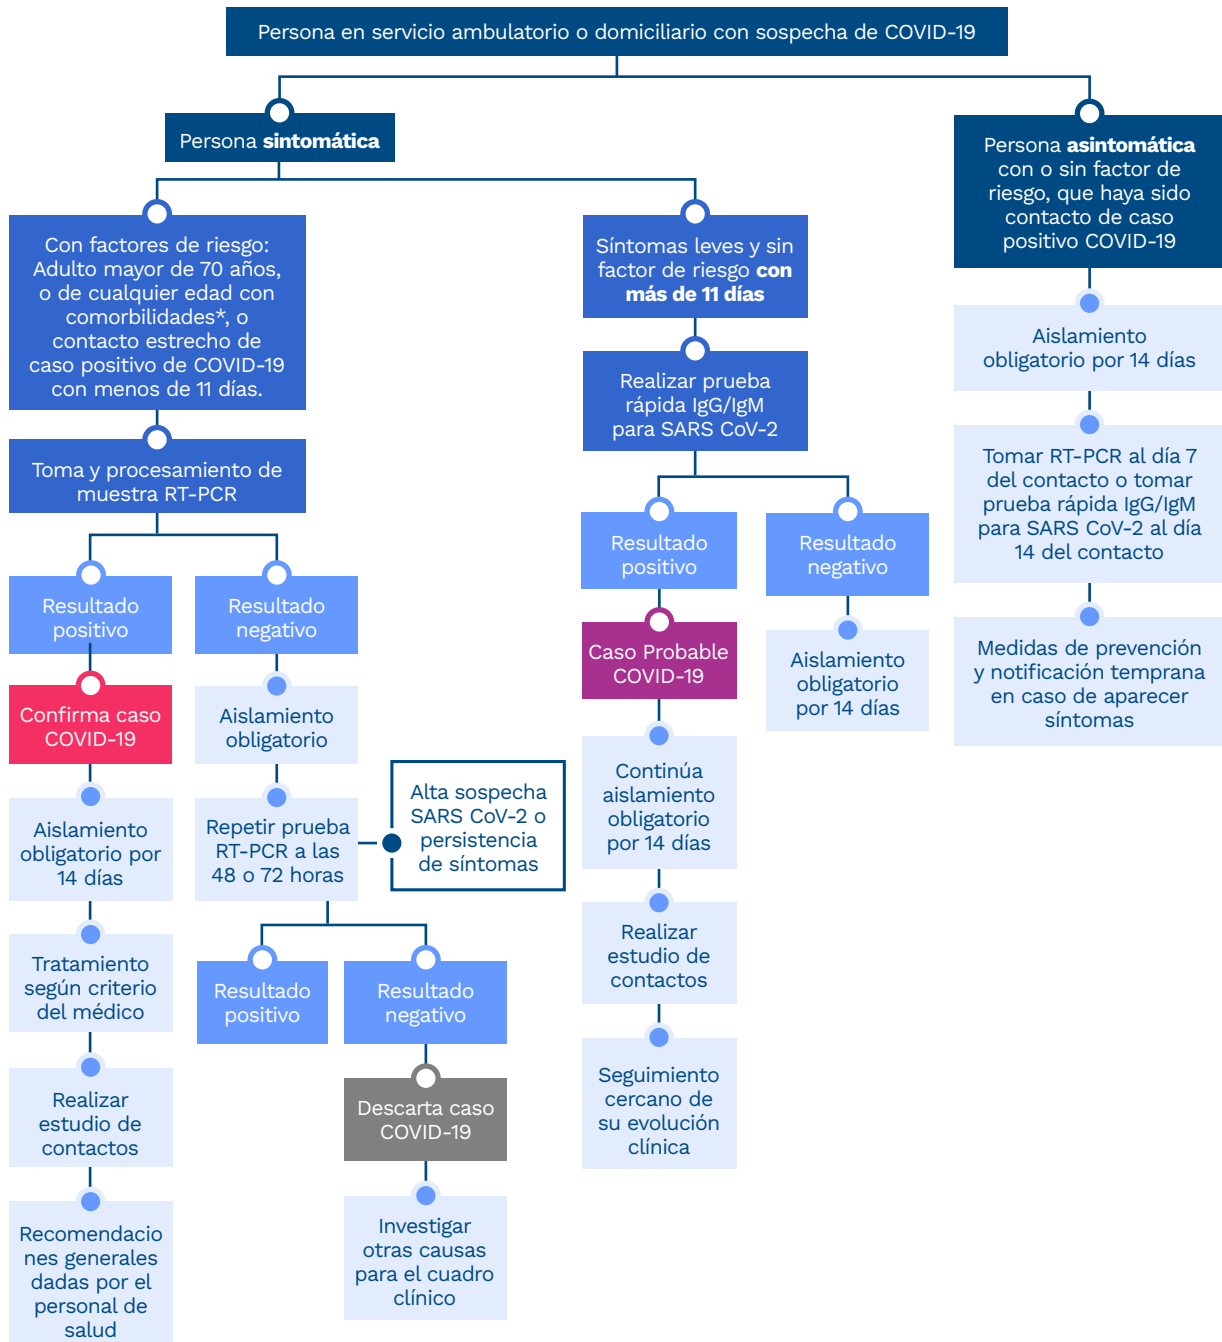 Persona en servicio ambulatorio o domiciliario con sospecha de COVID-19
Persona sintomática
Con factores de riesgo:
Adulto mayor de 70 años,
o de cualquier edad con
comorbilidades*, o
contacto estrecho de
caso positivo de COVID-19
con menos de 11 días.
Toma y procesamiento de
muestra RT-PCR
Resultado
positivo
Confirma caso
COVID-19
Aislamiento
obligatorio por
14 días
Tratamiento
según criterio
del médico
Realizar
estudio de
contactos
Recomendacio
nes generales
dadas por el
personal de
salud
Resultado
negativo
Aislamiento
obligatorio
Repetir prueba
RT-PCR a las
48 o 72 horas
Alta sospecha
SARS CoV-2 o
persistencia
de síntomas
Resultado
positivo
Resultado
negativo
Descarta caso
COVID-19
Investigar
otras causas
para el cuadro
clínico
Síntomas leves y sin
factor de riesgo con
más de 11 días
Realizar prueba
rápida IgG/IgM
para SARS CoV-2
Resultado
positivo
Caso Probable
COVID-19
Continúa
aislamiento
obligatorio
por 14 días
Realizar
estudio de
contactos
Seguimiento
cercano de
su evolución
clínica
Resultado
negativo
Aislamiento
obligatorio
por 14 días
Persona asintomática
con o sin factor de
riesgo, que haya sido
contacto de caso
positivo COVID-19
Aislamiento
obligatorio por 14 días
Tomar RT-PCR al día 7
del contacto o tomar
prueba rápida IgG/IgM
para SARS CoV-2 al día
14 del contacto
Medidas de prevención
y notificación temprana
en caso de aparecer
síntomas